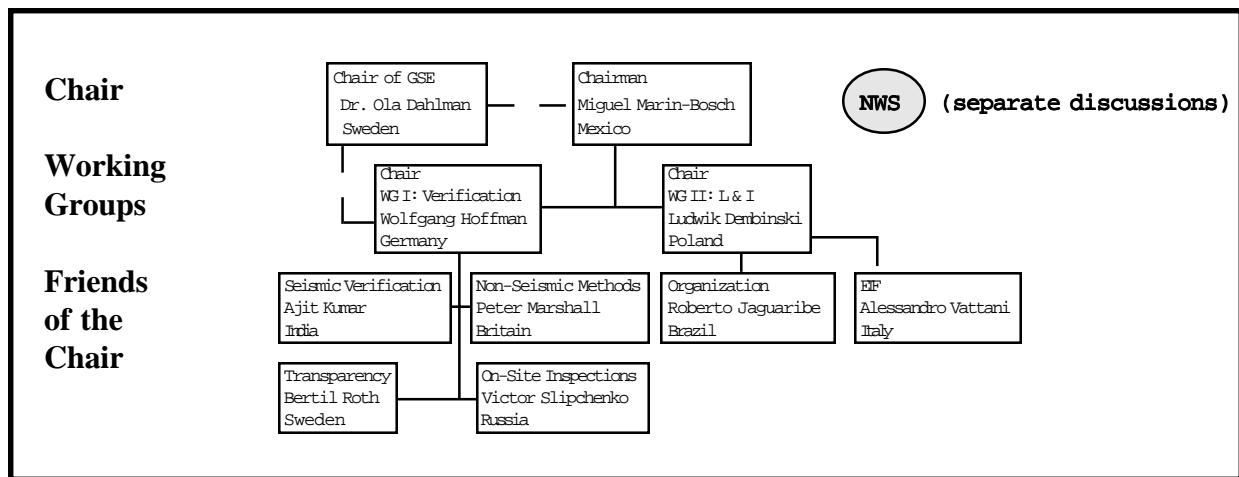 Chair
Chair of GSE
Dr. Ola Dahlman
Sweden
Chairman
Miguel Marin-Bosch
Mexico
NWS
(separate discussions)
Working
Groups
Chair
WG I: Verification
Wolfgang Hoffman
Germany
Chair
WG II: L & I
Ludwik Dembinski
Poland
Friends
of the
Chair
Seismic Verification
Ajit Kumar
India
Non-Seismic Methods
Peter Marshall
Britain
Organization
Roberto Jaguaribe
Brazil
EIF
Alessandro Vattani
Italy
Transparency
Bertil Roth
Sweden
On-Site Inspections
Victor Slipchenko
Russia